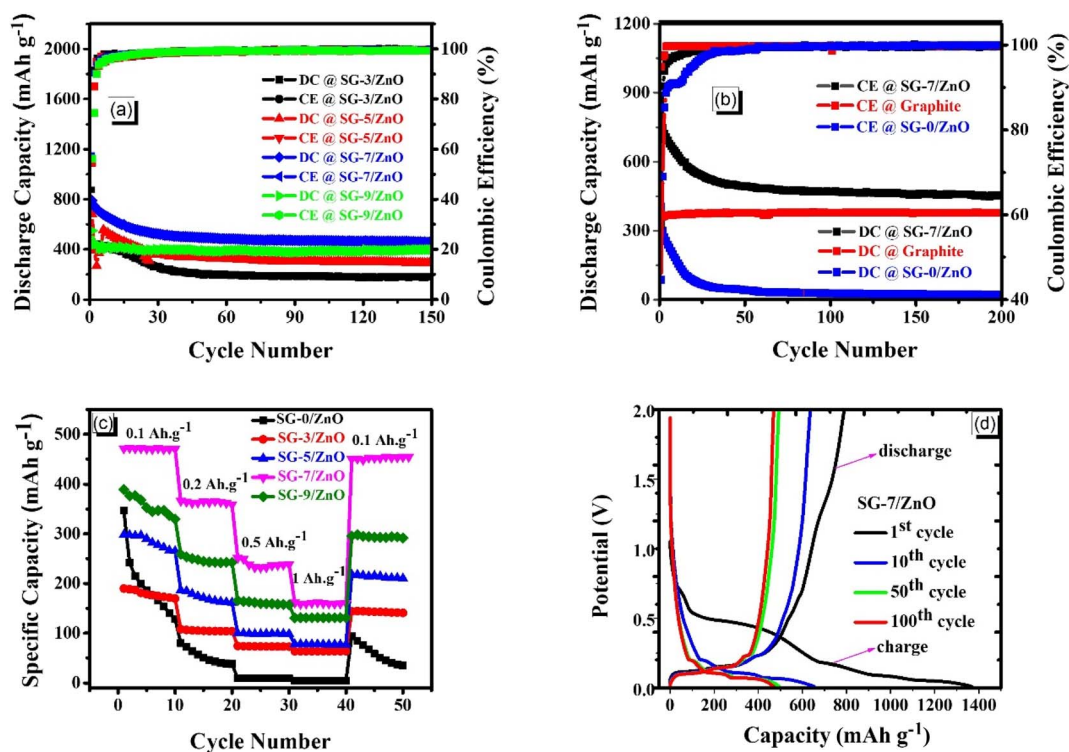 (a)
2000
1600
1200
800
400
0
Discharge Capacity (mAh g⁻¹)
DC @ SG-3/ZnO
CE @ SG-3/ZnO
DC @ SG-5/ZnO
CE @ SG-5/ZnO
DC @ SG-7/ZnO
CE @ SG-7/ZnO
DC @ SG-9/ZnO
CE @ SG-9/ZnO
100
80
60
40
20
0
Coulombic Efficiency (%)
0 30 60 90 120 150
Cycle Number
(b)
1200
900
600
300
0
Discharge Capacity (mAh g⁻¹)
CE @ SG-7/ZnO
CE @ Graphite
CE @ SG-0/ZnO
DC @ SG-7/ZnO
DC @ Graphite
DC @ SG-0/ZnO
100
80
60
40
Coulombic Efficiency (%)
0 50 100 150 200
Cycle Number
(c)
500
400
300
200
100
0
Specific Capacity (mAh g⁻¹)
0.1 Ah.g⁻¹
0.2 Ah.g⁻¹
0.5 Ah.g⁻¹
1 Ah.g⁻¹
0.1 Ah.g⁻¹
SG-0/ZnO
SG-3/ZnO
SG-5/ZnO
SG-7/ZnO
SG-9/ZnO
0 10 20 30 40 50
Cycle Number
(d)
2.0
1.5
1.0
0.5
0.0
Potential (V)
discharge
SG-7/ZnO
1ˢᵗ cycle
10ᵗʰ cycle
50ᵗʰ cycle
100ᵗʰ cycle
charge
0 200 400 600 800 1000 1200 1400
Capacity (mAh g⁻¹)